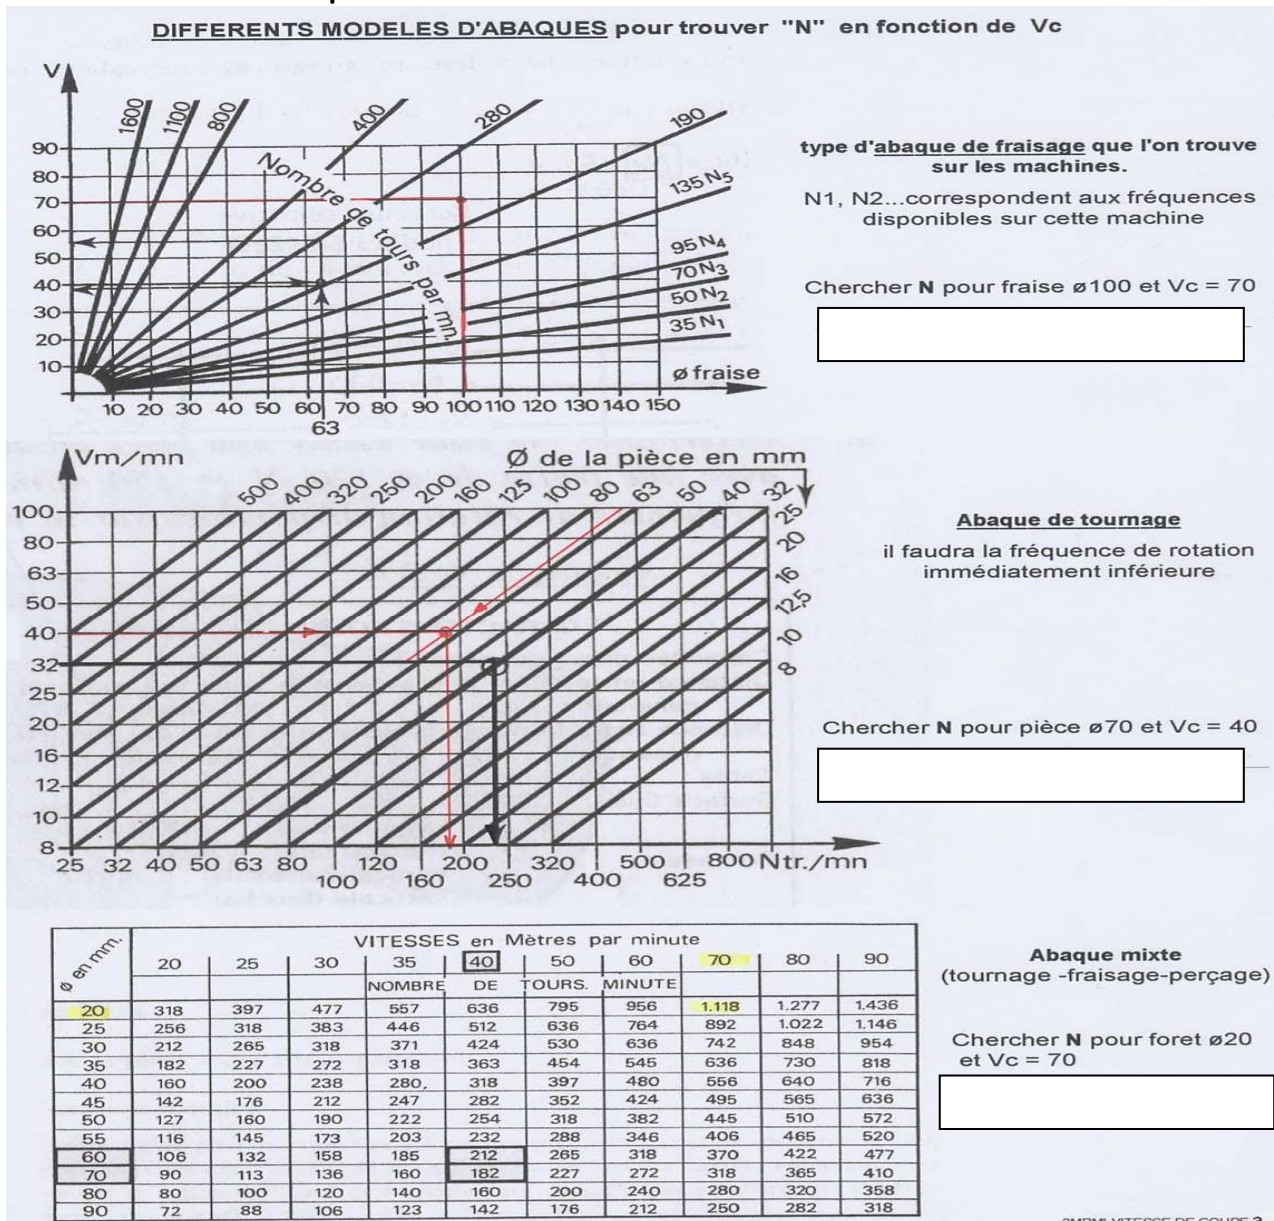 DIFFERENTS MODELES D'ABAQUES pour trouver "N" en fonction de Vc
V
1600 1100 800 400 280 190
135 N5
95 N4
70 N3
50 N2
35 N1
Nombre de tours par mn.
90
80
70
60
50
40
30
20
10
ø fraise
10 20 30 40 50 60 70 80 90 100 110 120 130 140 150
63
type d'abaque de fraisage que l'on trouve
sur les machines.
N1, N2...correspondent aux fréquences
disponibles sur cette machine
Chercher N pour fraise ø100 et Vc = 70
Vm/mn
Ø de la pièce en mm
500 400 320 250 200 160 125 100 80 63 50 40 32
25
20
16
12,5
10
8
100
80
63
50
40
32
25
20
16
12
10
8
25 32 40 50 63 80 120 200 320 500 800 Ntr./mn
100 160 250 400 625
Abaque de tournage
il faudra la fréquence de rotation
immédiatement inférieure
Chercher N pour pièce ø70 et Vc = 40
ø en mm.
VITESSES en Mètres par minute
20 25 30 35 40 50 60 70 80 90
NOMBRE DE TOURS. MINUTE
20 318 397 477 557 636 795 956 1.118 1.277 1.436
25 256 318 383 446 512 636 764 892 1.022 1.146
30 212 265 318 371 424 530 636 742 848 954
35 182 227 272 318 363 454 545 636 730 818
40 160 200 238 280, 318 397 480 556 640 716
45 142 176 212 247 282 352 424 495 565 636
50 127 160 190 222 254 318 382 445 510 572
55 116 145 173 203 232 288 346 406 465 520
60 106 132 158 185 212 265 318 370 422 477
70 90 113 136 160 182 227 272 318 365 410
80 80 100 120 140 160 200 240 280 320 358
90 72 88 106 123 142 176 212 250 282 318
Abaque mixte
(tournage -fraisage-perçage)
Chercher N pour foret ø20
et Vc = 70
VITESSE DE COUPE